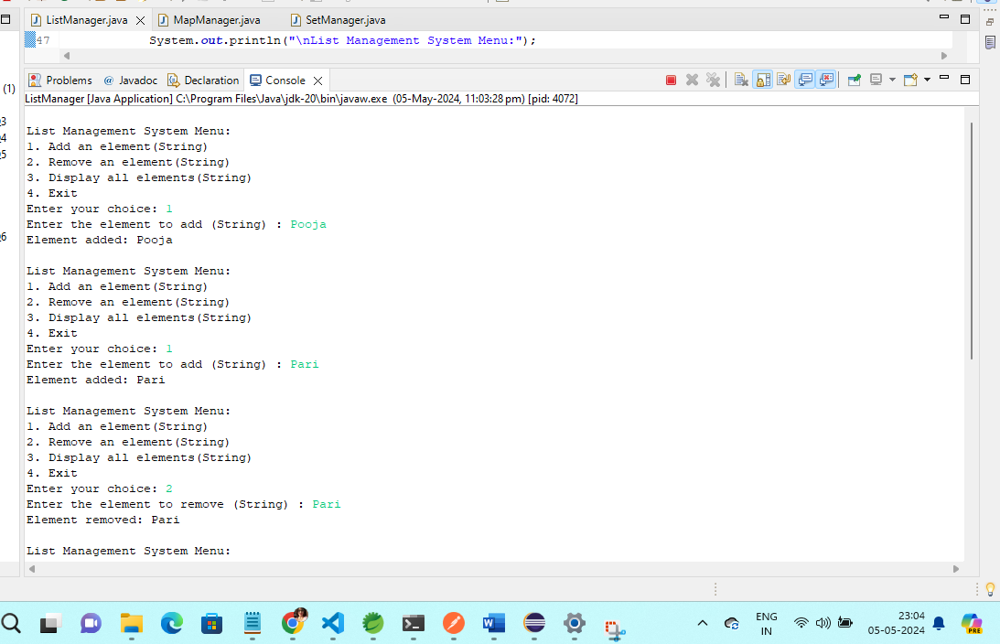 ListManager.java MapManager.java SetManager.java
47 System.out.println("\nList Management System Menu:");
Problems @ Javadoc Declaration Console
(1)
ListManager [Java Application] C:\Program Files\Java\jdk-20\bin\javaw.exe (05-May-2024, 11:03:28 pm) [pid: 4072]
List Management System Menu:
1. Add an element(String)
2. Remove an element(String)
3. Display all elements(String)
4. Exit
Enter your choice: 1
Enter the element to add (String) : Pooja
Element added: Pooja
List Management System Menu:
1. Add an element(String)
2. Remove an element(String)
3. Display all elements(String)
4. Exit
Enter your choice: 1
Enter the element to add (String) : Pari
Element added: Pari
List Management System Menu:
1. Add an element(String)
2. Remove an element(String)
3. Display all elements(String)
4. Exit
Enter your choice: 2
Enter the element to remove (String) : Pari
Element removed: Pari
List Management System Menu:
ENG
IN
23:04
05-05-2024
PRE